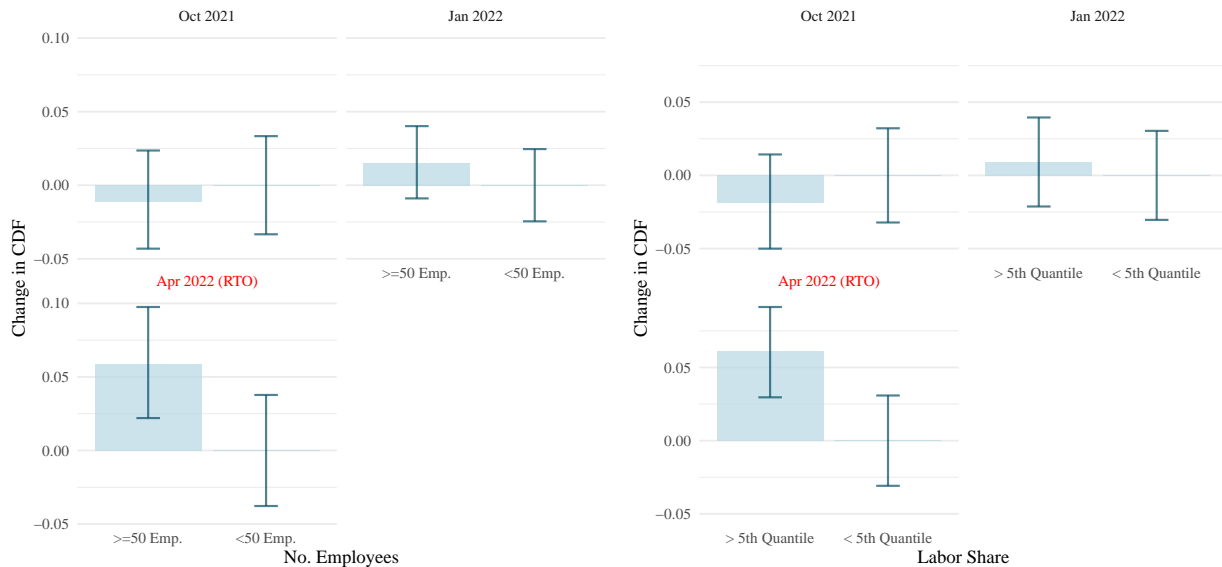 Oct 2021
Jan 2022
0.10
0.05
0.00
−0.05
>=50 Emp.
<50 Emp.
Apr 2022 (RTO)
0.10
0.05
0.00
−0.05
>=50 Emp.
<50 Emp.
Change in CDF
No. Employees
Oct 2021
Jan 2022
0.05
0.00
−0.05
> 5th Quantile
< 5th Quantile
Apr 2022 (RTO)
0.05
0.00
−0.05
> 5th Quantile
< 5th Quantile
Change in CDF
Labor Share